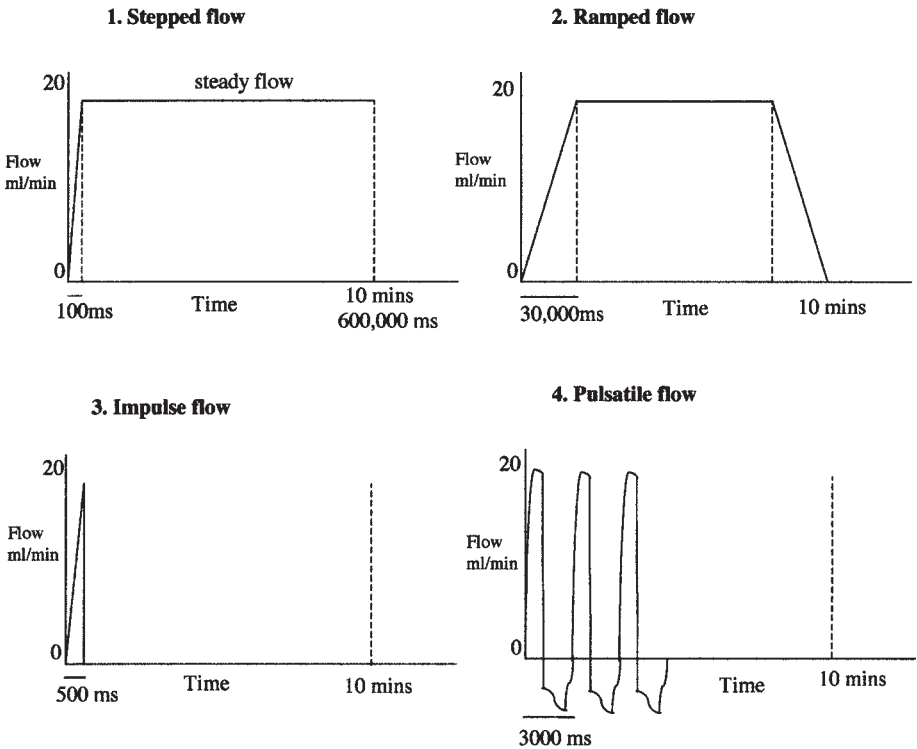 1. Stepped flow
20
steady flow
Flow
ml/min
0
100ms
Time
10 mins
600,000 ms
2. Ramped flow
20
Flow
ml/min
0
30,000ms
Time
10 mins
3. Impulse flow
20
Flow
ml/min
0
500 ms
Time
10 mins
4. Pulsatile flow
20
Flow
ml/min
0
Time
10 mins
3000 ms